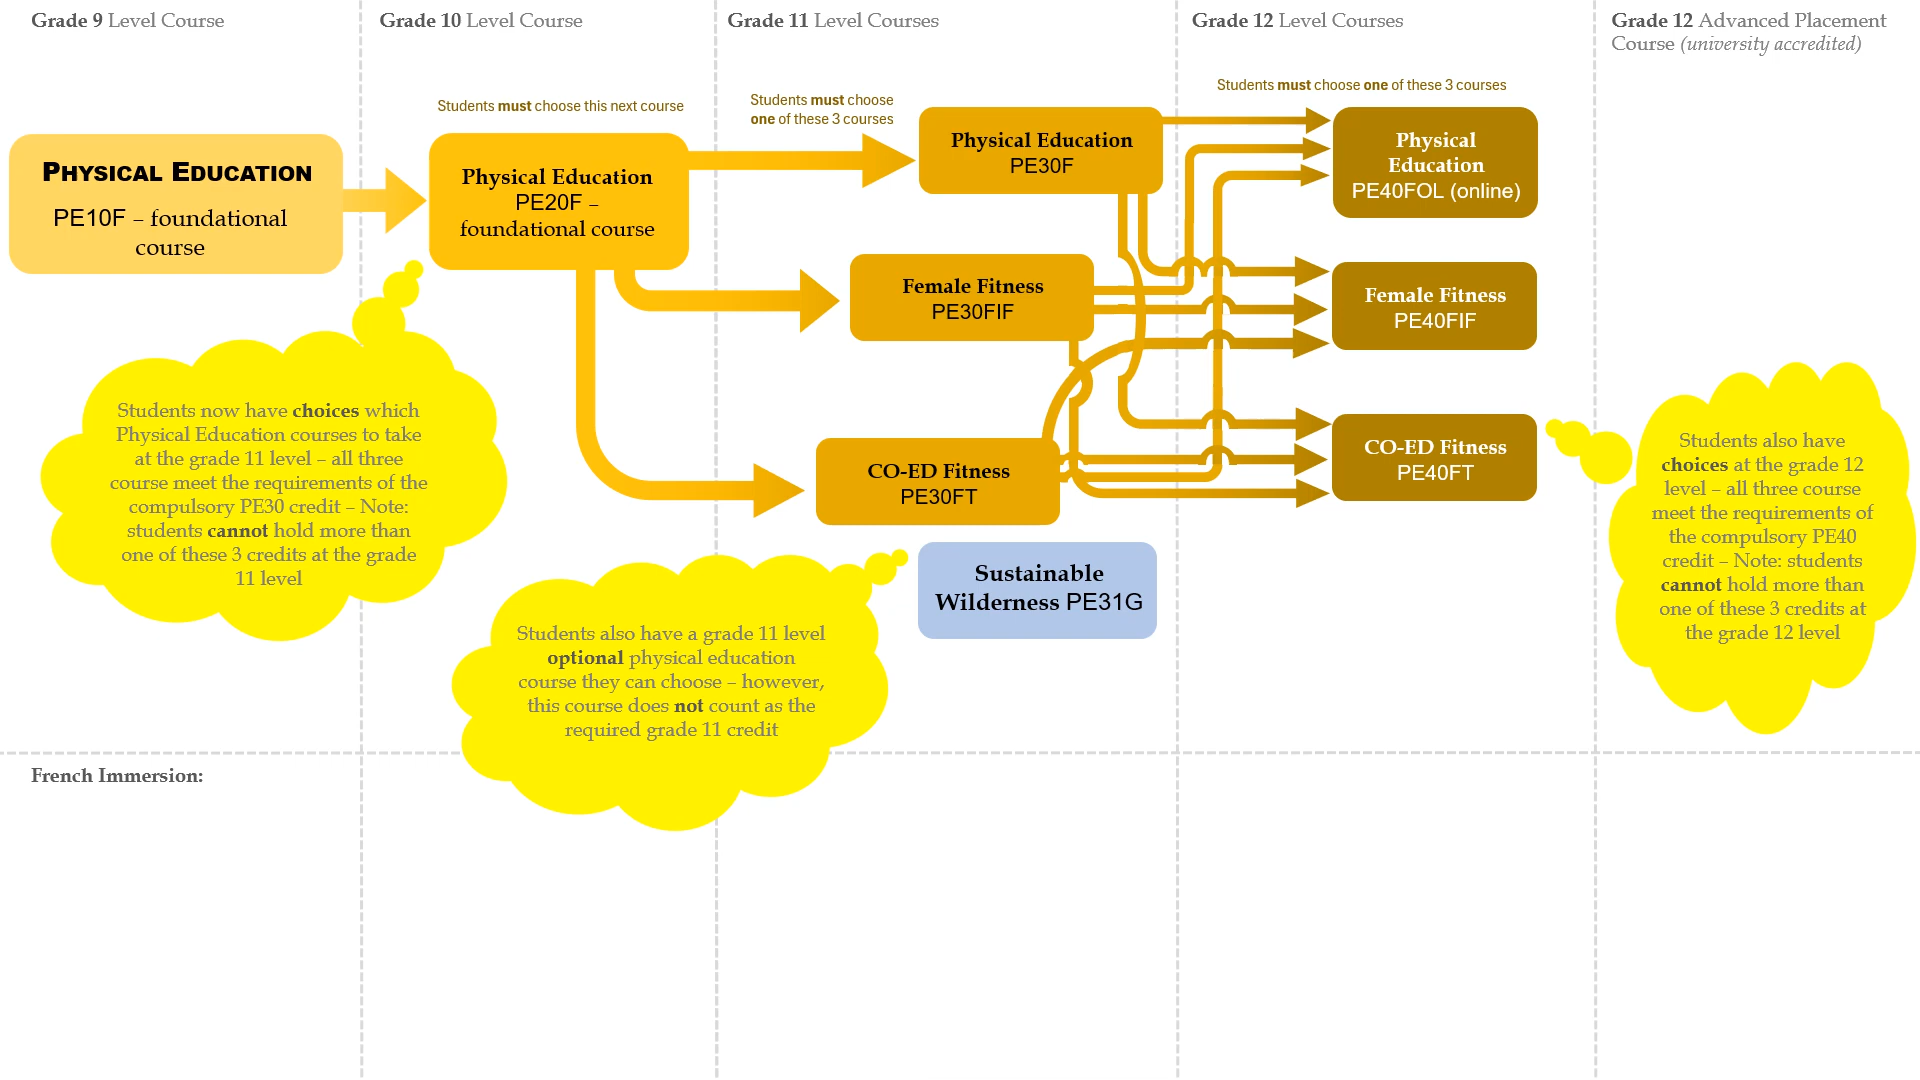 Grade 9 Level Course
Grade 10 Level Course
Grade 11 Level Courses
Grade 12 Level Courses
Grade 12 Advanced Placement
Course (university accredited)
Students must choose this next course
Students must choose
one of these 3 courses
Students must choose one of these 3 courses
PHYSICAL EDUCATION
PE10F – foundational
course
Physical Education
PE20F –
foundational course
Physical Education
PE30F
Physical
Education
PE40FOL (online)
Female Fitness
PE30FIF
Female Fitness
PE40FIF
CO-ED Fitness
PE30FT
CO-ED Fitness
PE40FT
Students now have choices which
Physical Education courses to take
at the grade 11 level – all three
course meet the requirements of the
compulsory PE30 credit – Note:
students cannot hold more than
one of these 3 credits at the grade
11 level
Students also have
choices at the grade 12
level – all three course
meet the requirements of
the compulsory PE40
credit – Note: students
cannot hold more than
one of these 3 credits at
the grade 12 level
Sustainable
Wilderness PE31G
Students also have a grade 11 level
optional physical education
course they can choose – however,
this course does not count as the
required grade 11 credit
French Immersion: